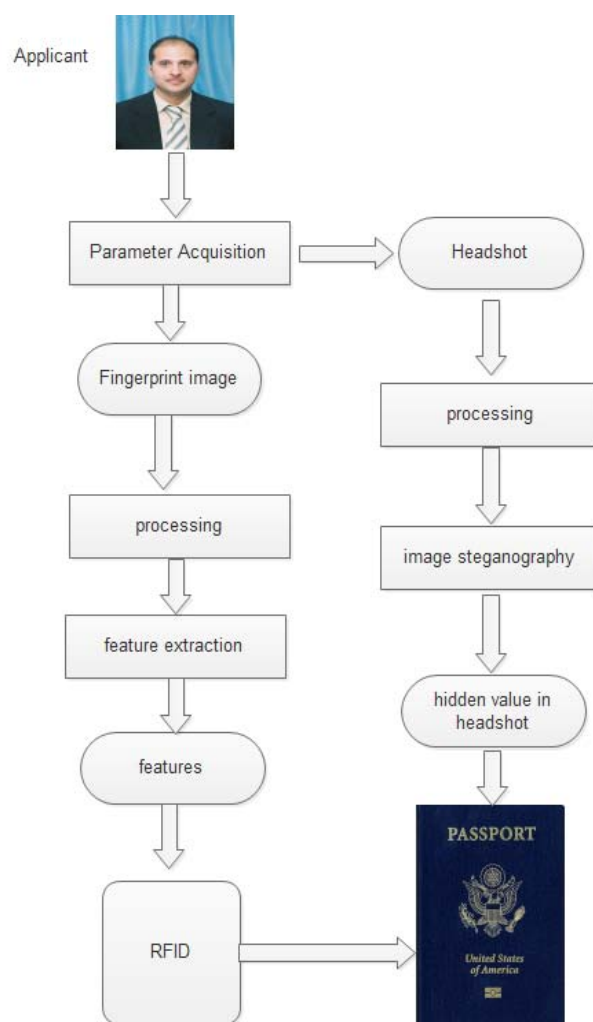 Applicant
Parameter Acquisition
Headshot
Fingerprint image
processing
processing
image steganography
feature extraction
hidden value in
headshot
features
PASSPORT
RFID
United States
of America